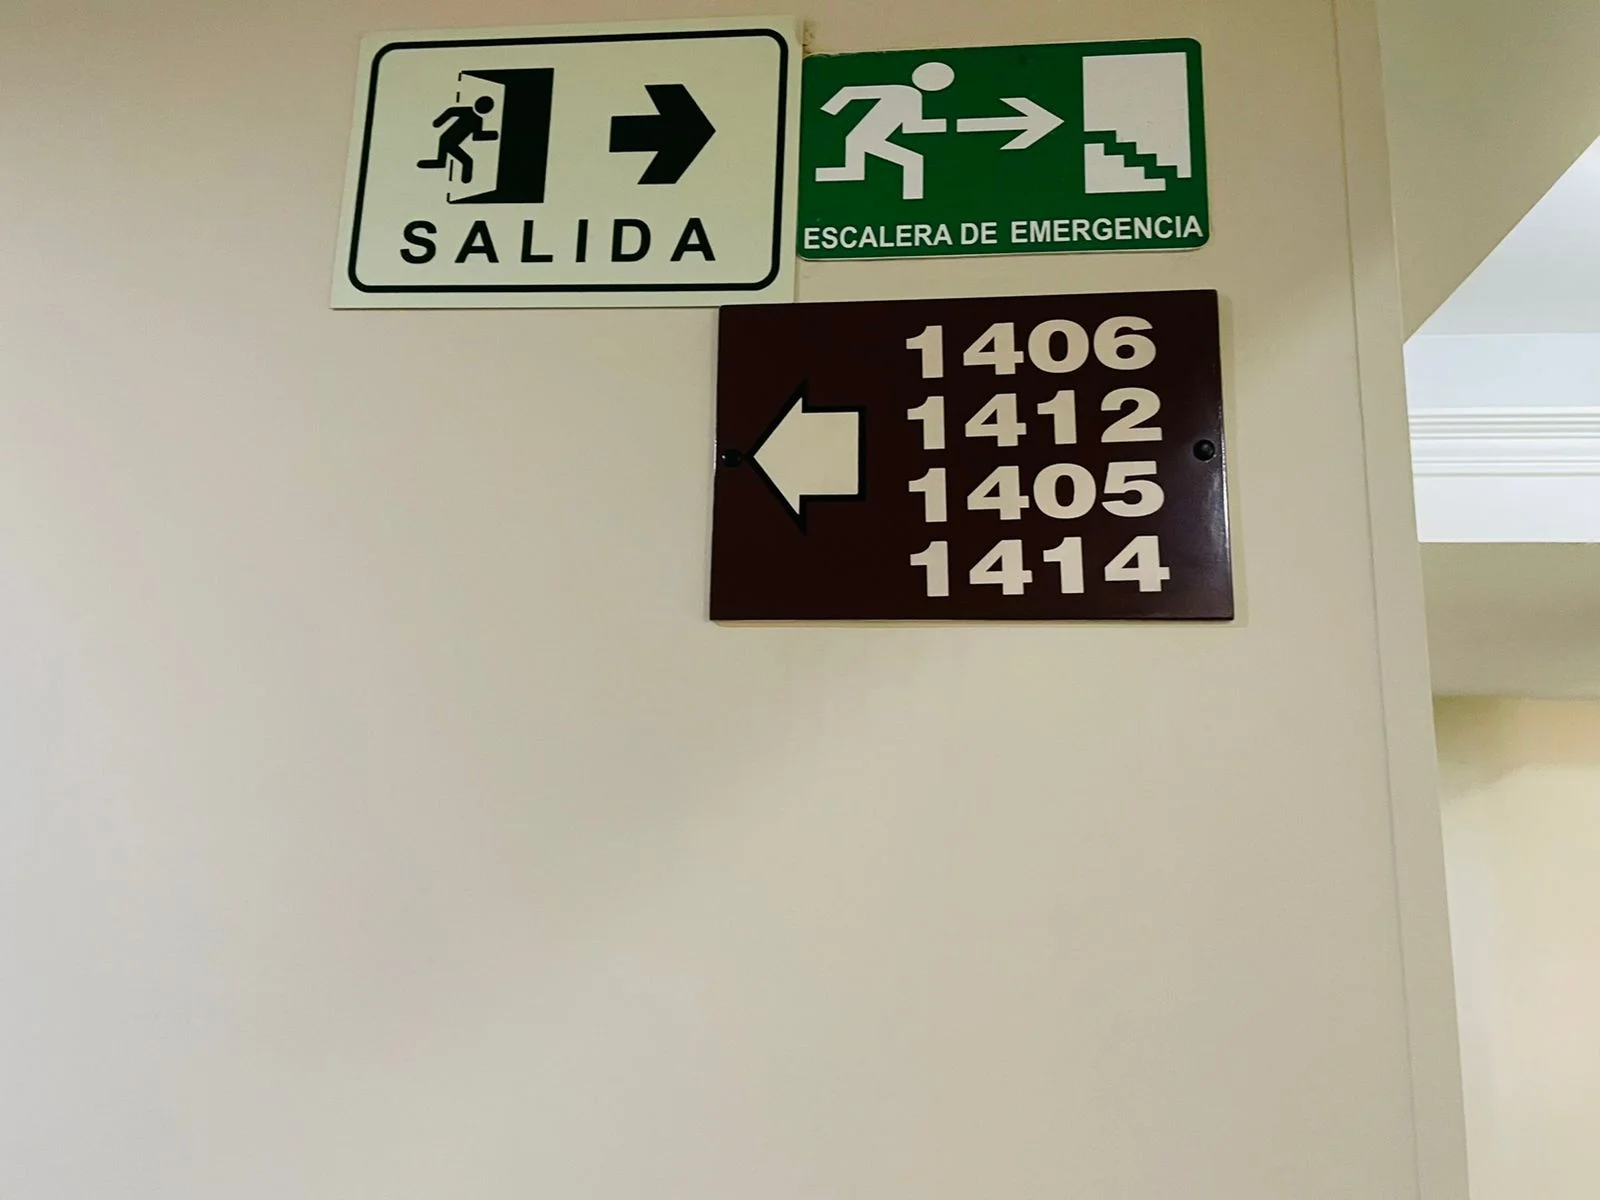 SALIDA
ESCALERA DE EMERGENCIA
1406
1412
1405
1414